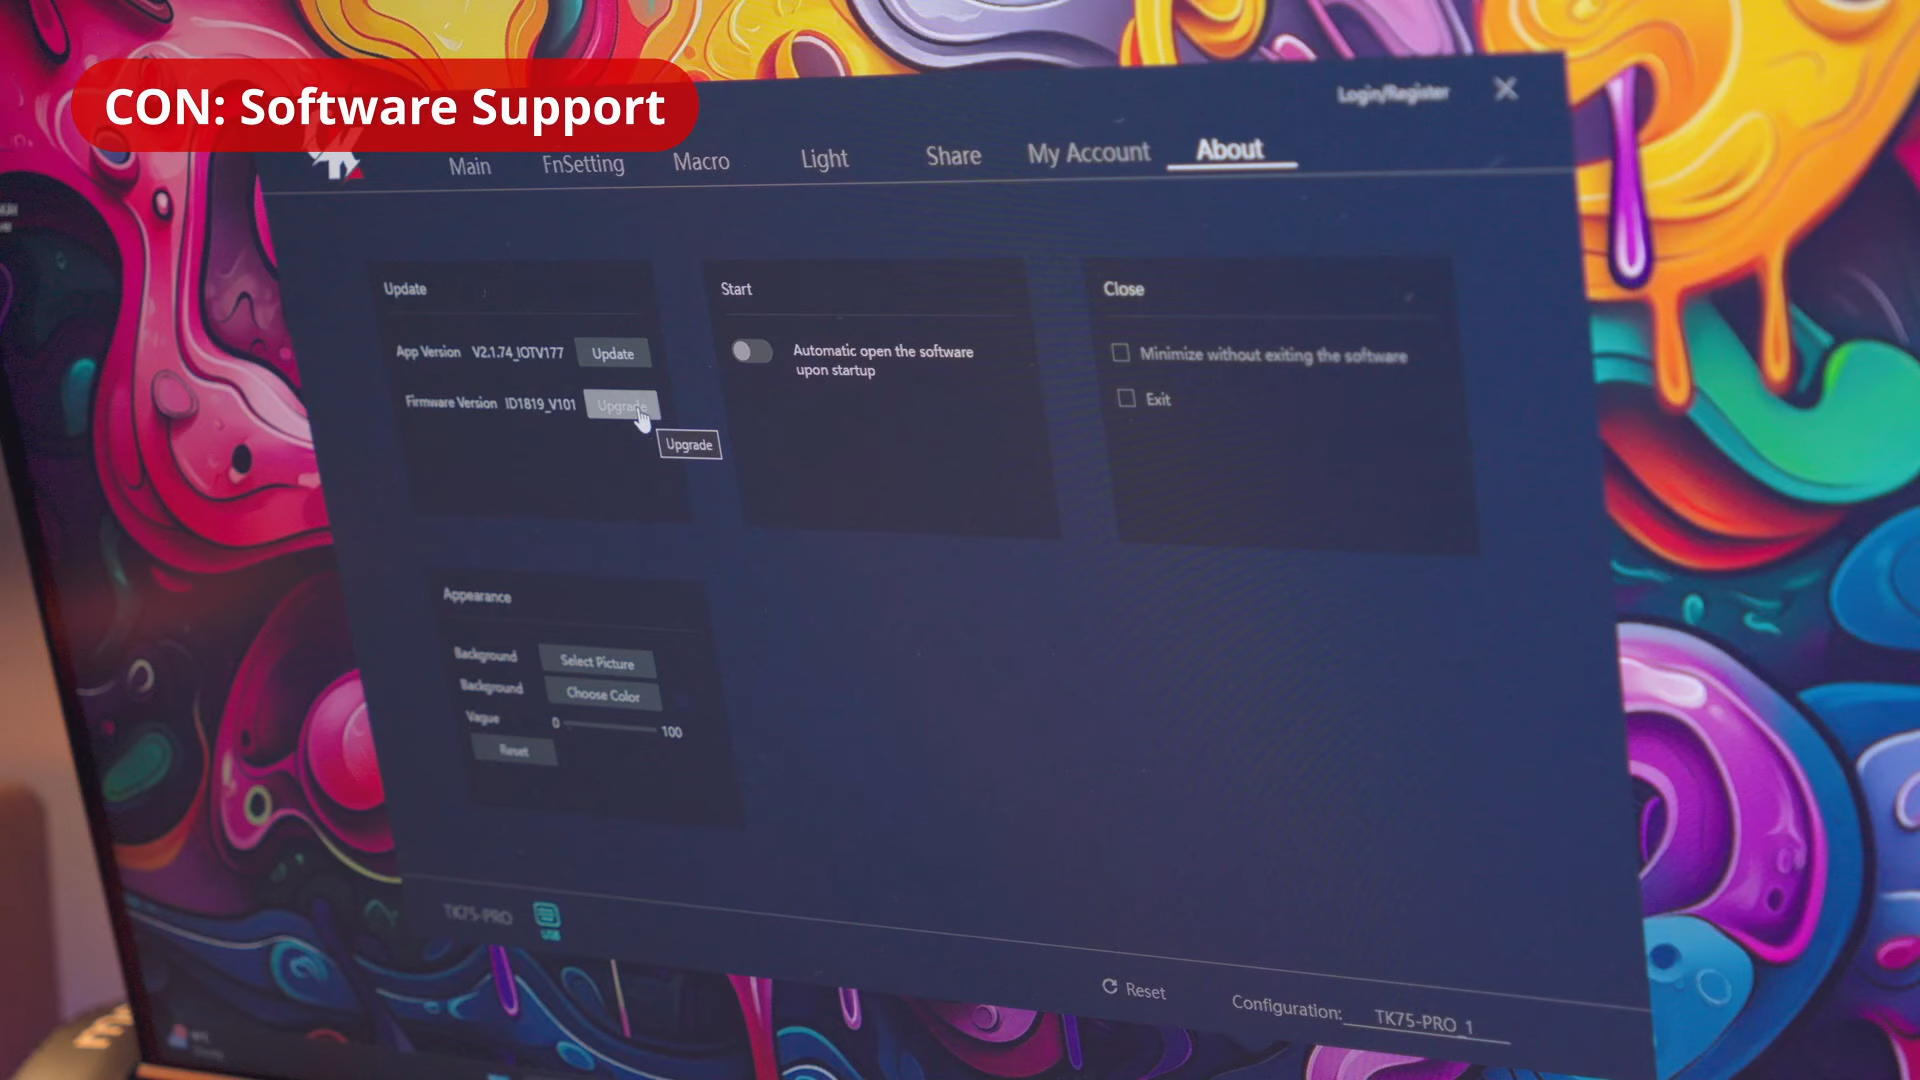 CON: Software Support
Login/Register
Main FnSetting Macro Light Share My Account About
Update
App Version V2.1.74_IOTV177 Update
Firmware Version ID1819_V101 Upgrade
Upgrade
Start
Automatic open the software
upon startup
Close
Minimize without exiting the software
Exit
Appearance
Background Select Picture
Background Choose Color
Vague 0 100
Reset
TK75-PRO USB
Reset Configuration: TK75-PRO_1